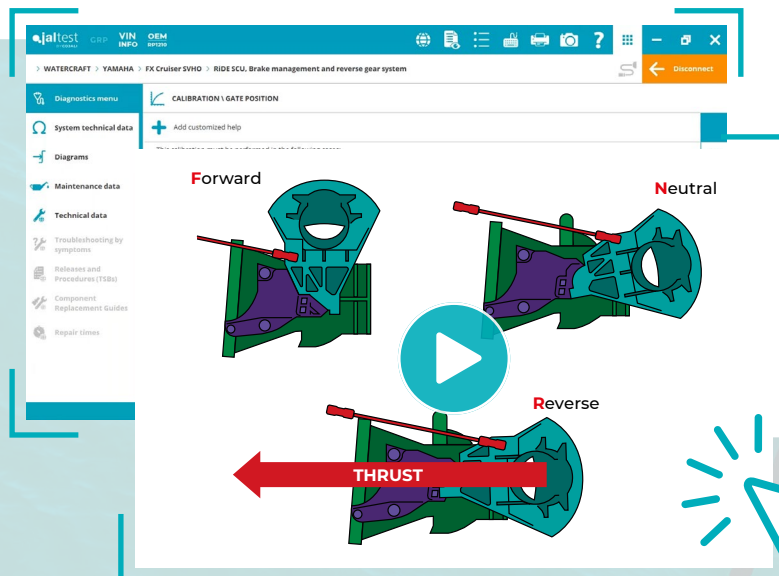 jaltest
GRP
VIN INFO
OEM
RP1210
?
> WATERCRAFT > YAMAHA > FX Cruiser SVHO > RiDE SCU, Brake management and reverse gear system
Disconnect
Diagnostics menu
CALIBRATION \ GATE POSITION
System technical data
Add customized help
Diagrams
Maintenance data
Technical data
Troubleshooting by
symptoms
Releases and
Procedures (TSBs)
Component
Replacement Guides
Repair times
Forward
Neutral
Reverse
THRUST